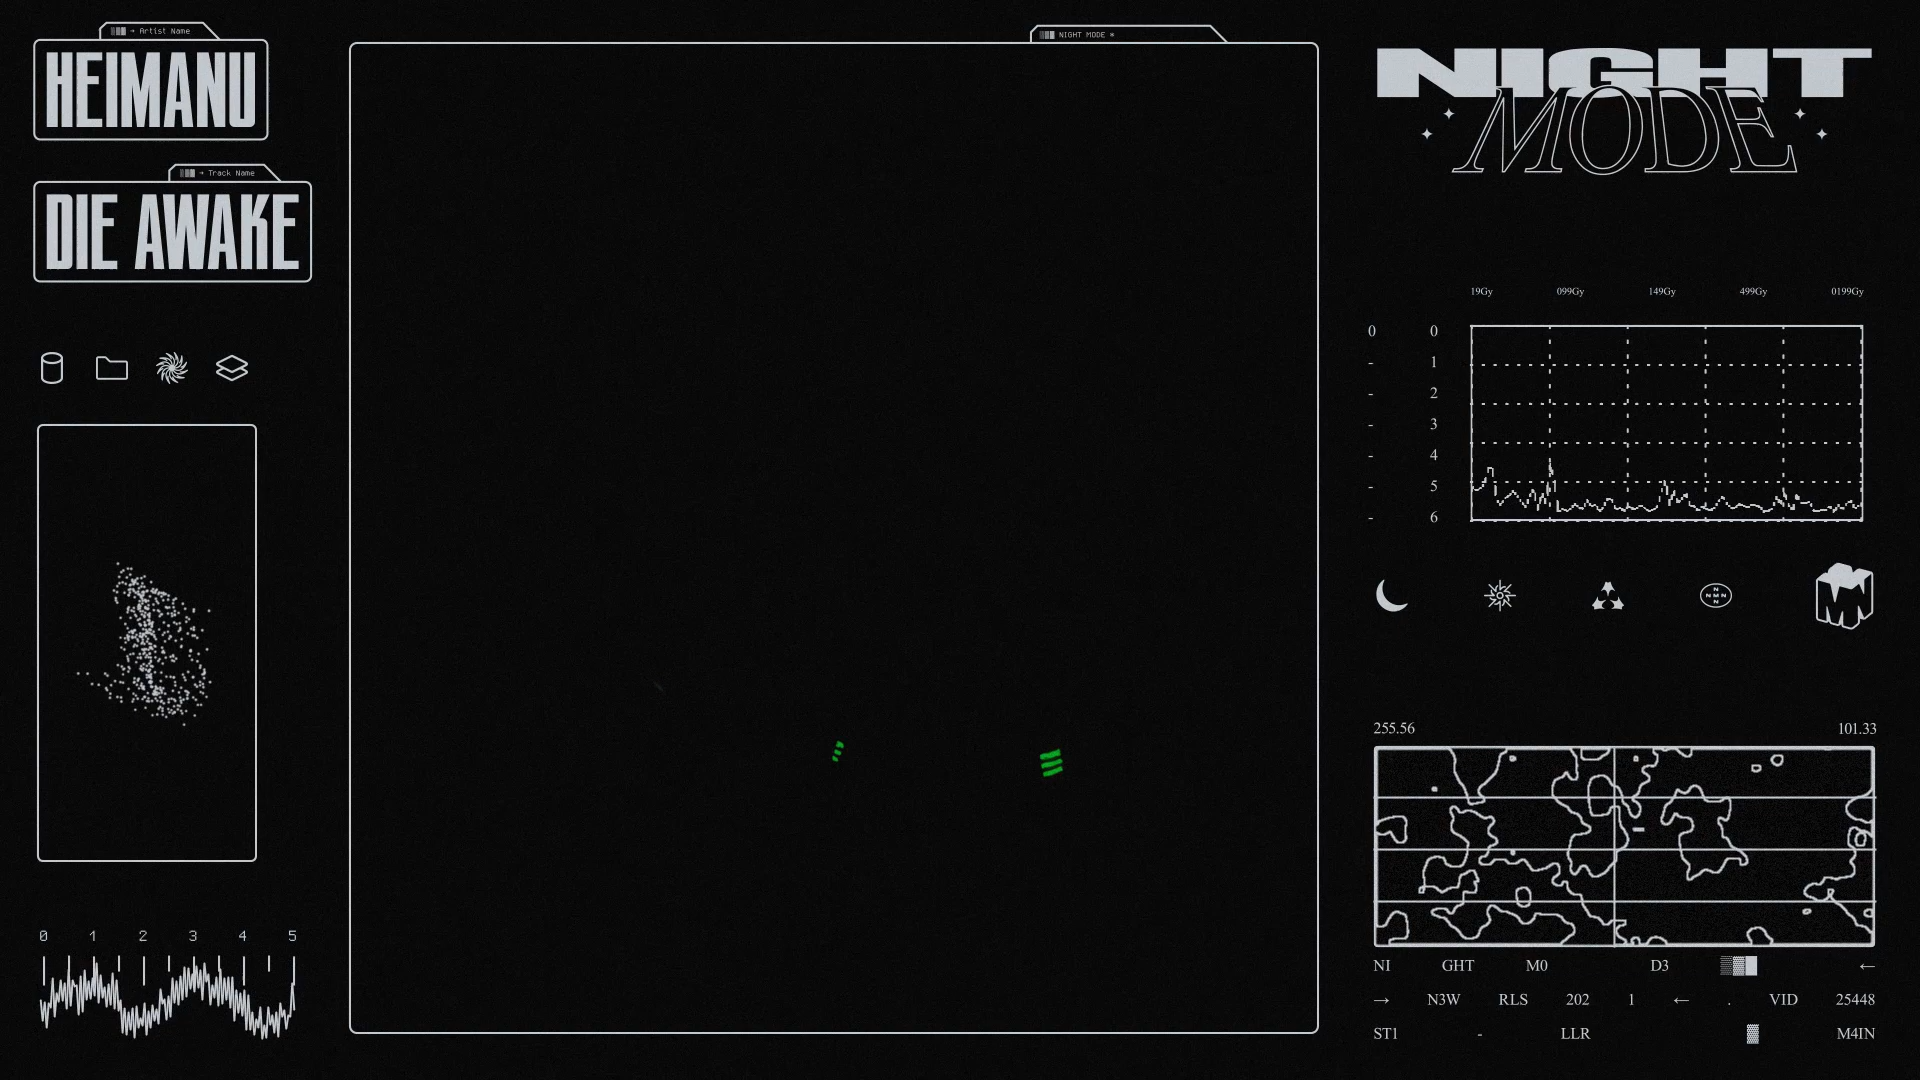 → Artist Name
HEIMANU
→ Track Name
DIE AWAKE
0 1 2 3 4 5
NIGHT MODE *
NIGHT
MODE
19Gy 099Gy 149Gy 499Gy 0199Gy
0 0
- 1
- 2
- 3
- 4
- 5
- 6
N
NMN
N
255.56 101.33
NI GHT M0 D3 ░▒▓ ←
→ N3W RLS 202 1 ← . VID 25448
ST1 - LLR ▓ M4IN